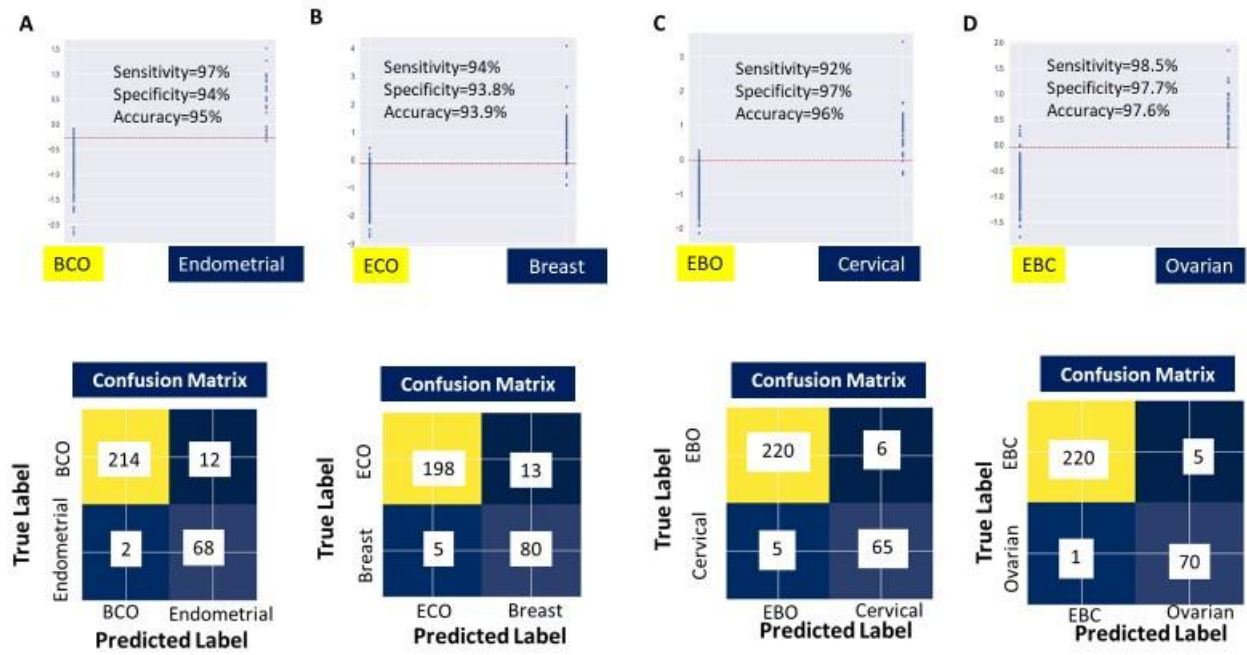 A
1.5
1.0
0.5
0.0
-0.5
-1.0
-1.5
-2.0
Sensitivity=97%
Specificity=94%
Accuracy=95%
BCO
Endometrial
B
4
3
2
1
0
-1
-2
-3
Sensitivity=94%
Specificity=93.8%
Accuracy=93.9%
ECO
Breast
C
3
2
1
0
-1
-2
Sensitivity=92%
Specificity=97%
Accuracy=96%
EBO
Cervical
D
2.0
1.5
1.0
0.5
0.0
-0.5
-1.0
-1.5
Sensitivity=98.5%
Specificity=97.7%
Accuracy=97.6%
EBC
Ovarian
Confusion Matrix
True Label
BCO
Endometrial
214
12
2
68
BCO
Endometrial
Predicted Label
Confusion Matrix
True Label
ECO
Breast
198
13
5
80
ECO
Breast
Predicted Label
Confusion Matrix
True Label
EBO
Cervical
220
6
5
65
EBO
Cervical
Predicted Label
Confusion Matrix
True Label
EBC
Ovarian
220
5
1
70
EBC
Ovarian
Predicted Label